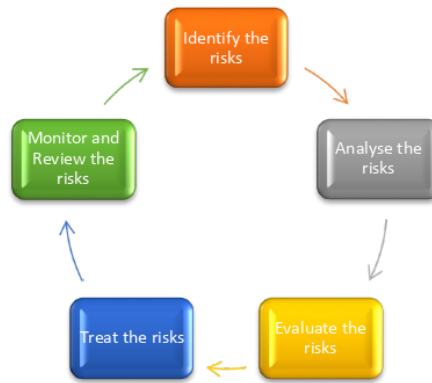 Identify the
risks
Analyse the
risks
Evaluate the
risks
Treat the risks
Monitor and
Review the
risks